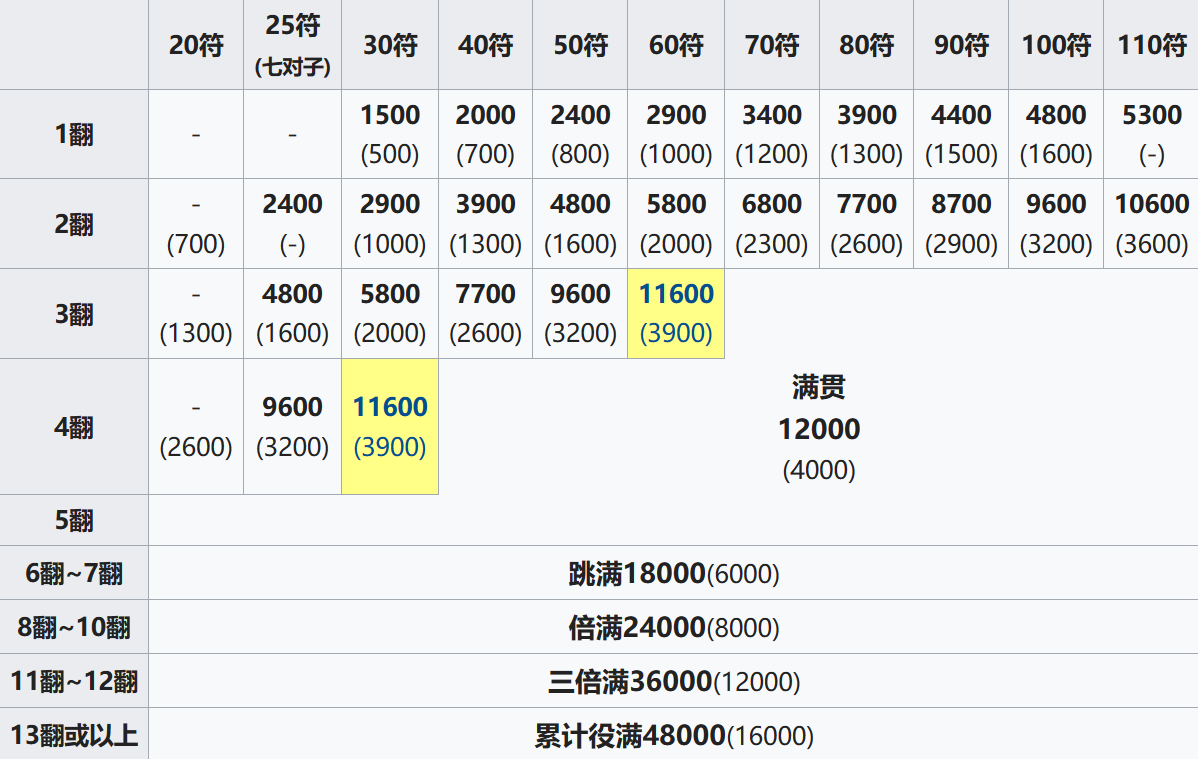 20符 25符 30符 40符 50符 60符 70符 80符 90符 100符 110符
(七对子)
1翻 - - 1500 2000 2400 2900 3400 3900 4400 4800 5300
(500) (700) (800) (1000) (1200) (1300) (1500) (1600) (-)
2翻 - 2400 2900 3900 4800 5800 6800 7700 8700 9600 10600
(700) (-) (1000) (1300) (1600) (2000) (2300) (2600) (2900) (3200) (3600)
3翻 - 4800 5800 7700 9600 11600
(1300) (1600) (2000) (2600) (3200) (3900)
满贯
12000
(4000)
4翻 - 9600 11600
(2600) (3200) (3900)
5翻
6翻~7翻 跳满18000(6000)
8翻~10翻 倍满24000(8000)
11翻~12翻 三倍满36000(12000)
13翻或以上 累计役满48000(16000)